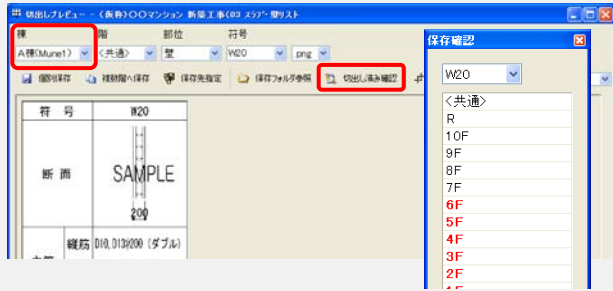 切出しプレビュー - (仮称)〇〇マンション 新築工事(03 スラブ・壁リスト
棟 階 部位 符号
A棟(Mune1) <共通> 壁 W20 png
個別保存 複数階へ保存 保存先指定 保存フォルダ参照 切出し済み確認
符 号 W20
断 面 SAMPLE
200
縦筋 D10,D13@200 (ダブル)
保存確認
W20
<共通>
R
10F
9F
8F
7F
6F
5F
4F
3F
2F
1F